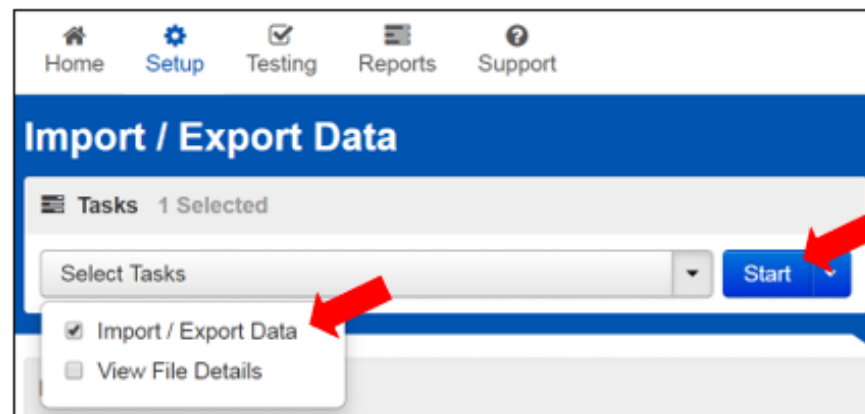 Home Setup Testing Reports Support
Import / Export Data
Tasks 1 Selected
Select Tasks Start
Import / Export Data
View File Details